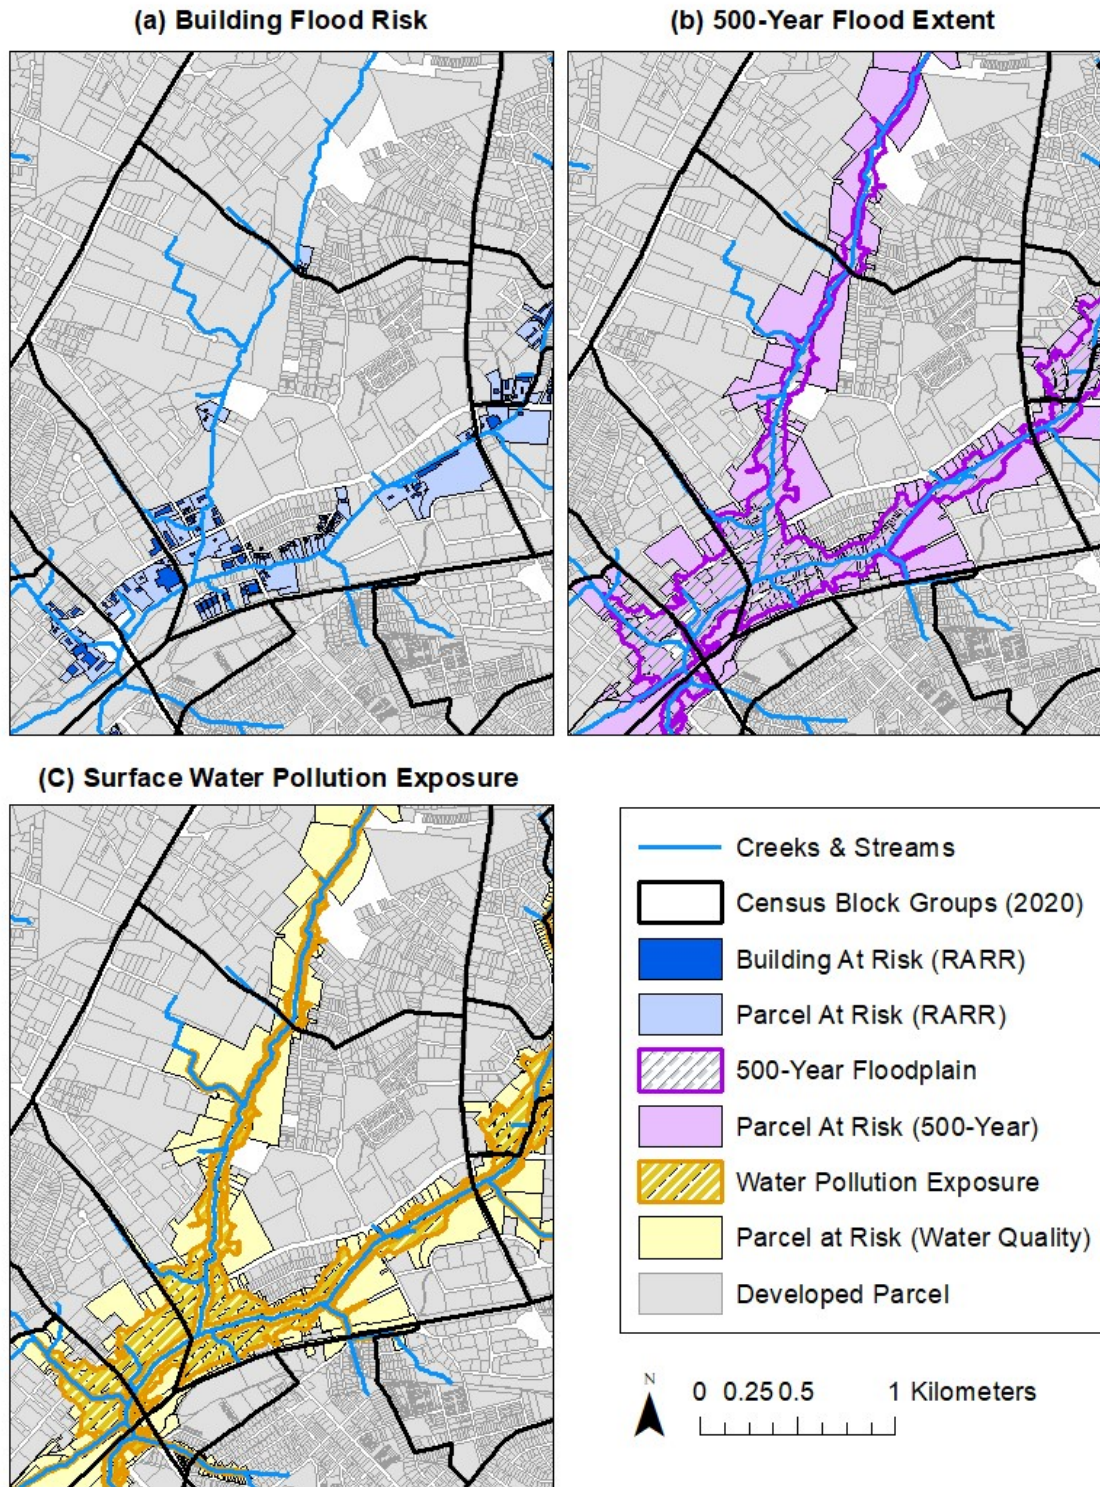 (a) Building Flood Risk
(b) 500-Year Flood Extent
(C) Surface Water Pollution Exposure
Creeks & Streams
Census Block Groups (2020)
Building At Risk (RARR)
Parcel At Risk (RARR)
500-Year Floodplain
Parcel At Risk (500-Year)
Water Pollution Exposure
Parcel at Risk (Water Quality)
Developed Parcel
N
0 0.25 0.5 1 Kilometers